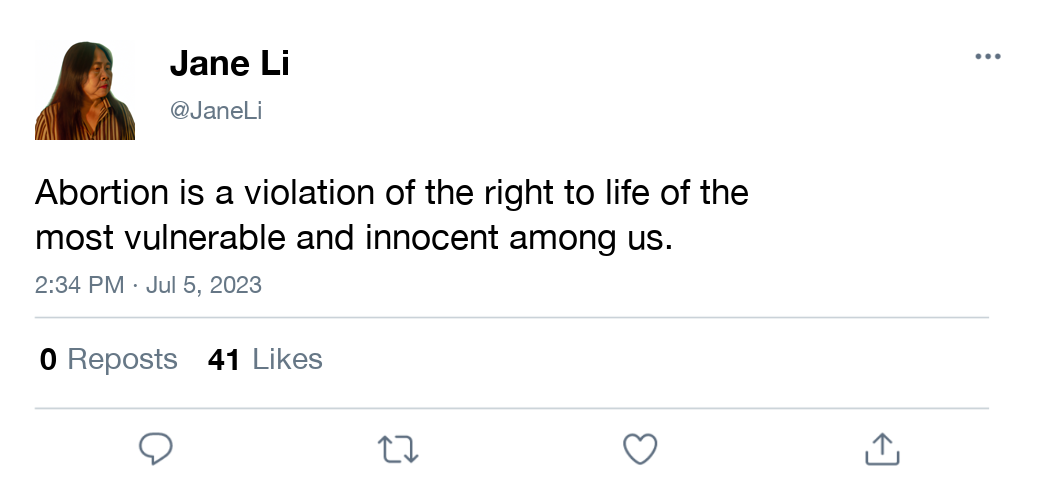 Jane Li
@JaneLi
Abortion is a violation of the right to life of the
most vulnerable and innocent among us.
2:34 PM · Jul 5, 2023
0 Reposts 41 Likes